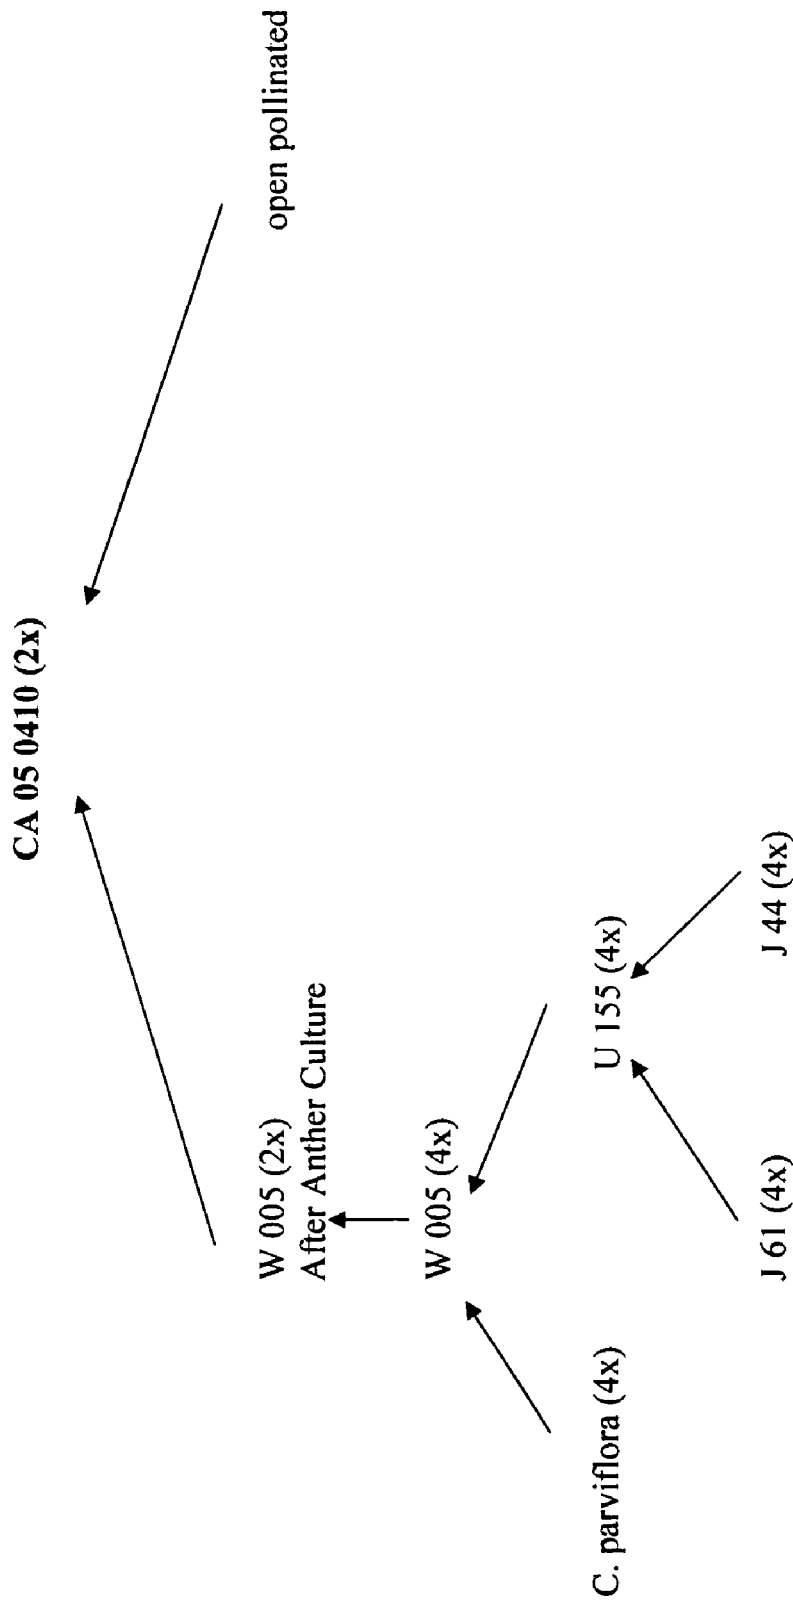 CA 05 0410 (2x)
open pollinated
W 005 (2x)
After Anther Culture
W 005 (4x)
C. parviflora (4x)
U 155 (4x)
J 61 (4x)
J 44 (4x)